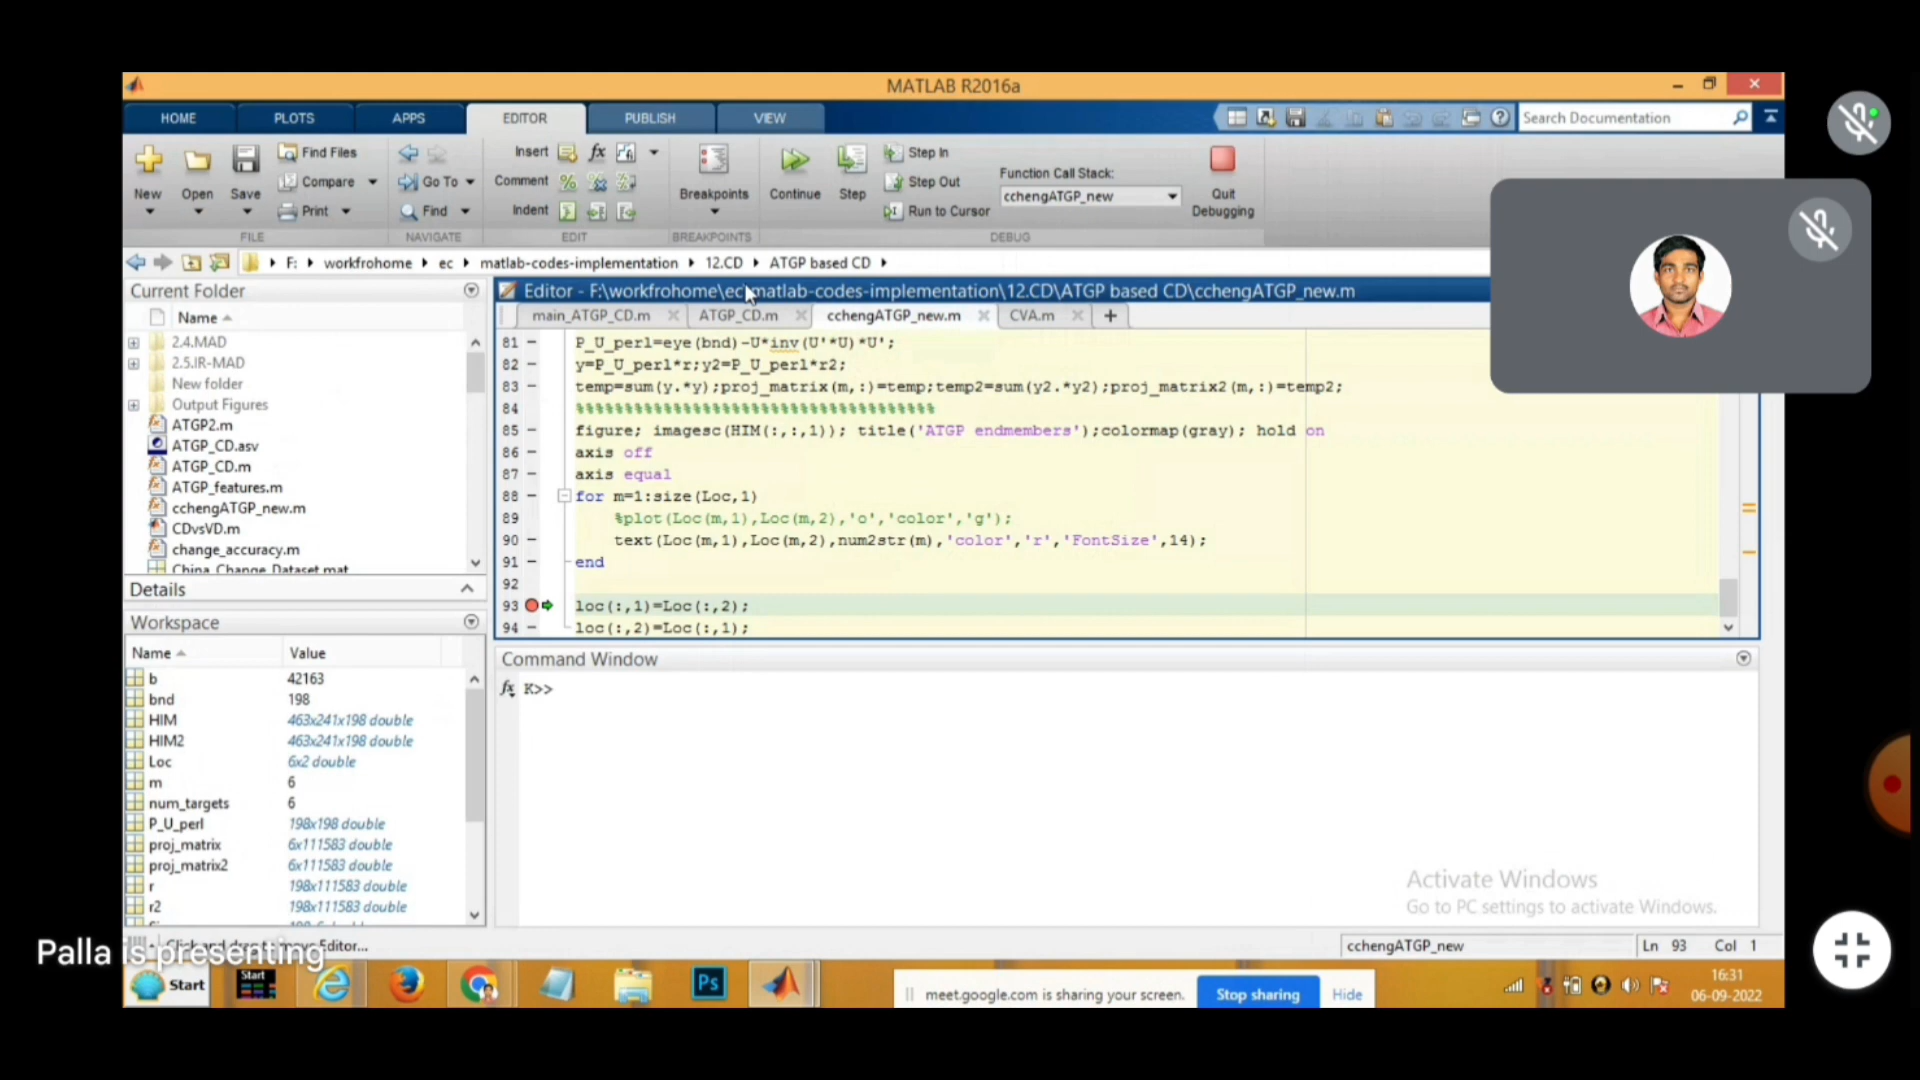 MATLAB R2016a
HOME PLOTS APPS EDITOR PUBLISH VIEW Search Documentation
New Open Save Find Files Compare Print
Go To Find
Insert fx Comment Indent
Breakpoints Continue Step Step In Step Out Run to Cursor
Function Call Stack:
cchengATGP_new
Quit Debugging
FILE NAVIGATE EDIT BREAKPOINTS DEBUG
F: workfrohome ec matlab-codes-implementation 12.CD ATGP based CD
Current Folder
Name
2.4.MAD
2.5.IR-MAD
New folder
Output Figures
ATGP2.m
ATGP_CD.asv
ATGP_CD.m
ATGP_features.m
cchengATGP_new.m
CDvsVD.m
change_accuracy.m
China_Change_Dataset.mat
Details
Workspace
Name Value
b 42163
bnd 198
HIM 463x241x198 double
HIM2 463x241x198 double
Loc 6x2 double
m 6
num_targets 6
P_U_perl 198x198 double
proj_matrix 6x111583 double
proj_matrix2 6x111583 double
r 198x111583 double
r2 198x111583 double
Editor - F:\workfrohome\ec\matlab-codes-implementation\12.CD\ATGP based CD\cchengATGP_new.m
main_ATGP_CD.m ATGP_CD.m cchengATGP_new.m CVA.m +
81 – P_U_perl=eye(bnd)-U*inv(U'*U)*U';
82 – y=P_U_perl*r;y2=P_U_perl*r2;
83 – temp=sum(y.*y);proj_matrix(m,:)=temp;temp2=sum(y2.*y2);proj_matrix2(m,:)=temp2;
84 %%%%%%%%%%%%%%%%%%%%%%%%%%%%%%%%%%%%%
85 – figure; imagesc(HIM(:,:,1)); title('ATGP endmembers');colormap(gray); hold on
86 – axis off
87 – axis equal
88 – for m=1:size(Loc,1)
89 %plot(Loc(m,1),Loc(m,2),'o','color','g');
90 – text(Loc(m,1),Loc(m,2),num2str(m),'color','r','FontSize',14);
91 – end
92
93 loc(:,1)=Loc(:,2);
94 – loc(:,2)=Loc(:,1);
Command Window
fx K>>
Activate Windows
Go to PC settings to activate Windows.
Click and drag to move Editor...
cchengATGP_new Ln 93 Col 1
Palla is presenting
Start Start Ps
meet.google.com is sharing your screen. Stop sharing Hide
16:31
06-09-2022